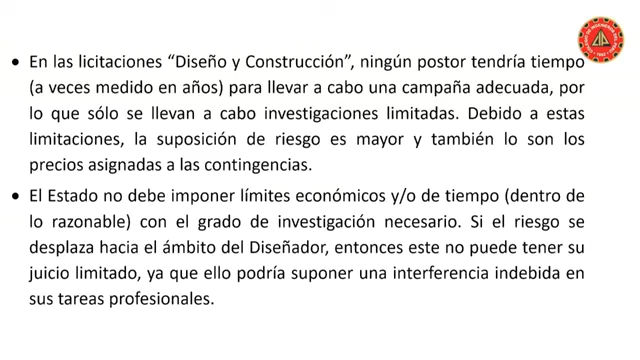 • En las licitaciones “Diseño y Construcción”, ningún postor tendría tiempo
(a veces medido en años) para llevar a cabo una campaña adecuada, por
lo que sólo se llevan a cabo investigaciones limitadas. Debido a estas
limitaciones, la suposición de riesgo es mayor y también lo son los
precios asignadas a las contingencias.
• El Estado no debe imponer límites económicos y/o de tiempo (dentro de
lo razonable) con el grado de investigación necesario. Si el riesgo se
desplaza hacia el ámbito del Diseñador, entonces este no puede tener su
juicio limitado, ya que ello podría suponer una interferencia indebida en
sus tareas profesionales.